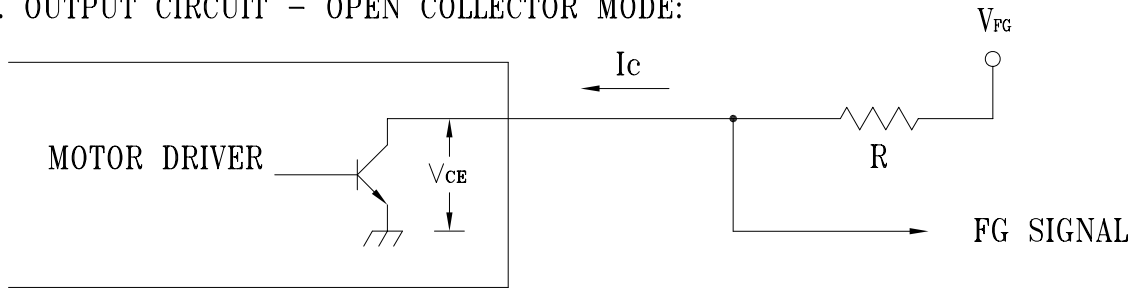 . OUTPUT CIRCUIT - OPEN COLLECTOR MODE:
VFG
Ic
MOTOR DRIVER
VCE
R
FG SIGNAL